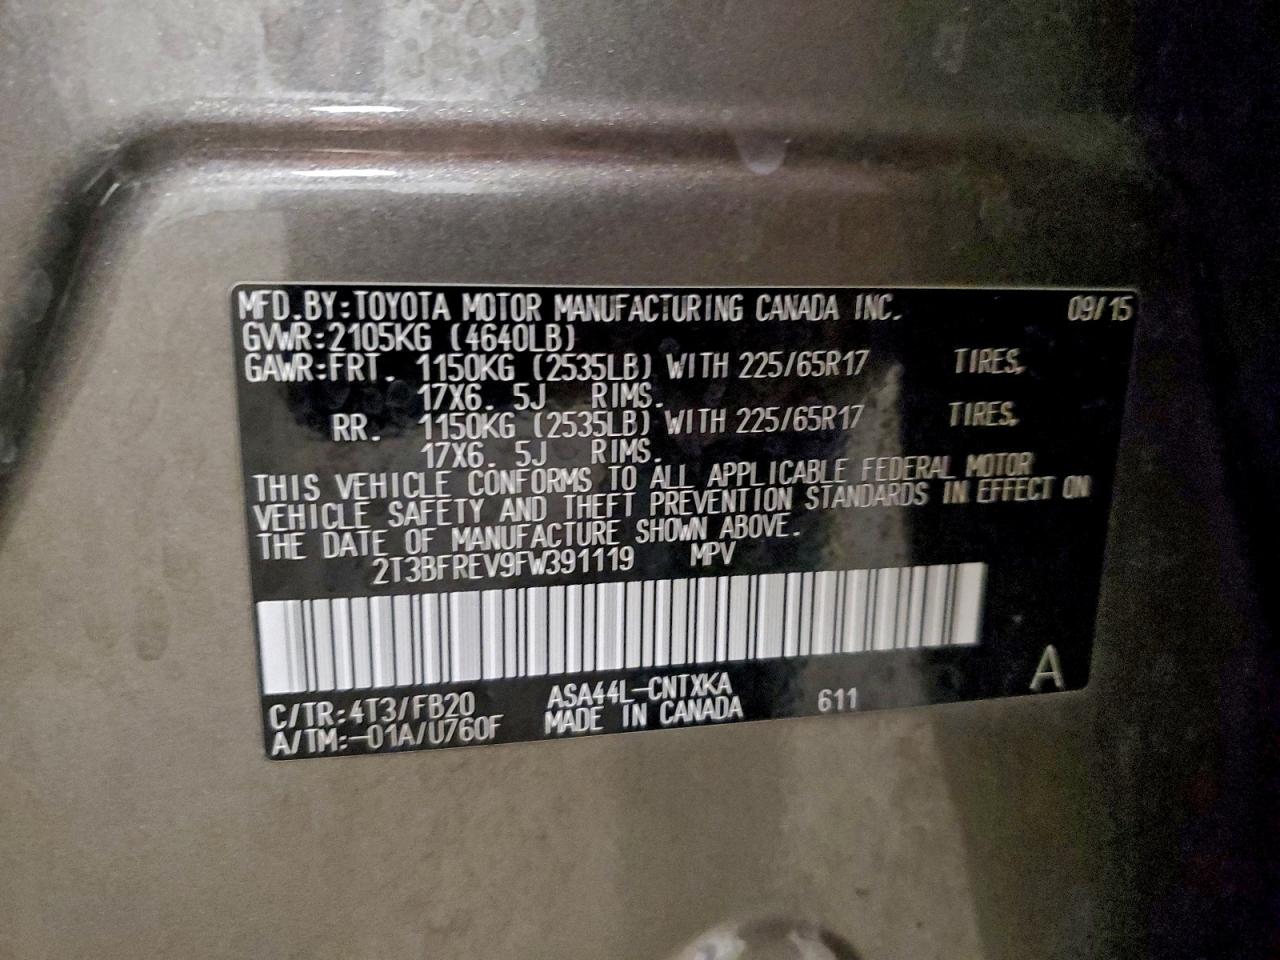 MFD.BY:TOYOTA MOTOR MANUFACTURING CANADA INC. 09/15
GVWR:2105KG (4640LB)
GAWR:FRT. 1150KG (2535LB) WITH 225/65R17 TIRES,
17X6. 5J RIMS.
RR. 1150KG (2535LB) WITH 225/65R17 TIRES,
17X6. 5J RIMS.
THIS VEHICLE CONFORMS TO ALL APPLICABLE FEDERAL MOTOR
VEHICLE SAFETY AND THEFT PREVENTION STANDARDS IN EFFECT ON
THE DATE OF MANUFACTURE SHOWN ABOVE.
2T3BFREV9FW391119 MPV
C/TR:4T3/FB20 ASA44L-CNTXKA 611 A
A/TM:-01A/U760F MADE IN CANADA